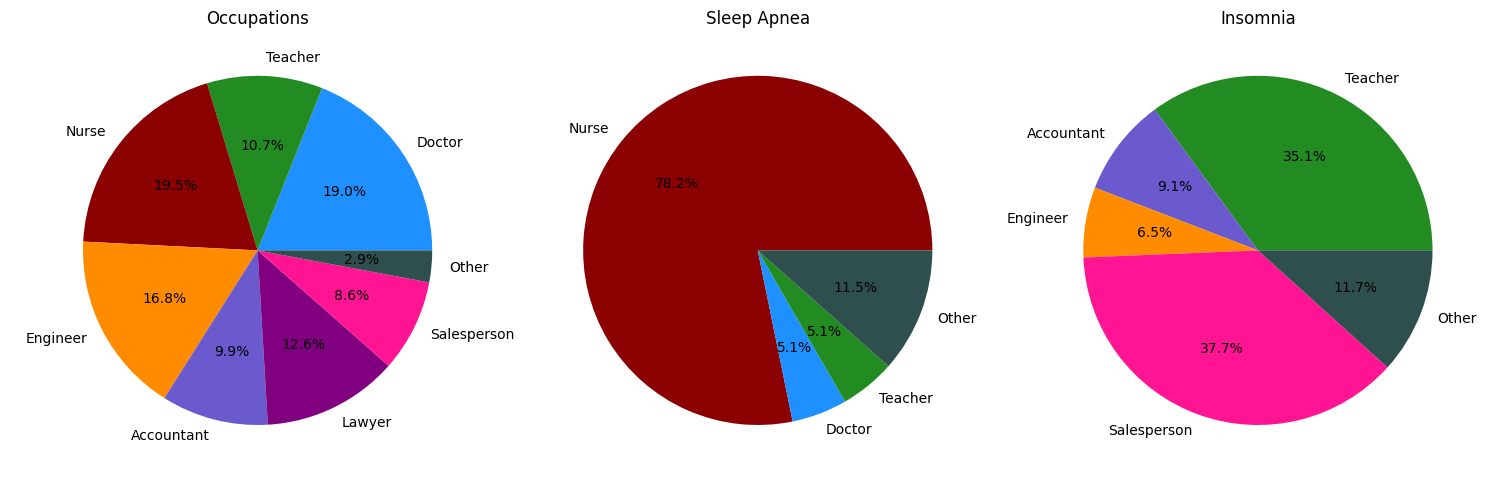 Occupations
Teacher
Doctor
Nurse
10.7%
19.5%
19.0%
2.9%
Other
16.8%
8.6%
Engineer
Salesperson
9.9%
12.6%
Lawyer
Accountant
Sleep Apnea
Nurse
78.2%
11.5%
5.1%
Other
5.1%
Teacher
Doctor
Insomnia
Teacher
Accountant
35.1%
9.1%
Engineer
6.5%
11.7%
Other
37.7%
Salesperson